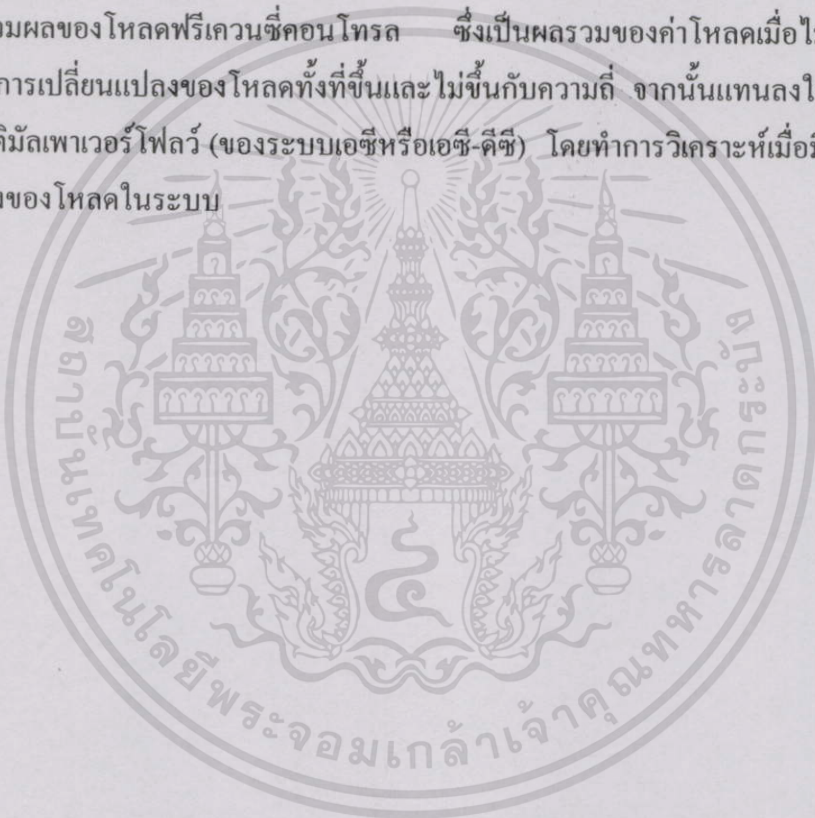 วมผลของโหลดฟรีเควนซี่คอนโทรล ซึ่งเป็นผลรวมของค่าโหลดเมื่อไ
การเปลี่ยนแปลงของโหลดทั้งที่ขึ้นและไม่ขึ้นกับความถี่ จากนั้นแทนลงใ
ติมัลเพาเวอร์โฟลว์ (ของระบบเอซีหรือเอซี-ดีซี) โดยทำการวิเคราะห์เมื่อมี
ของโหลดในระบบ
สถาบันเทคโนโลยีพระจอมเกล้าเจ้าคุณทหารลาดกระบัง